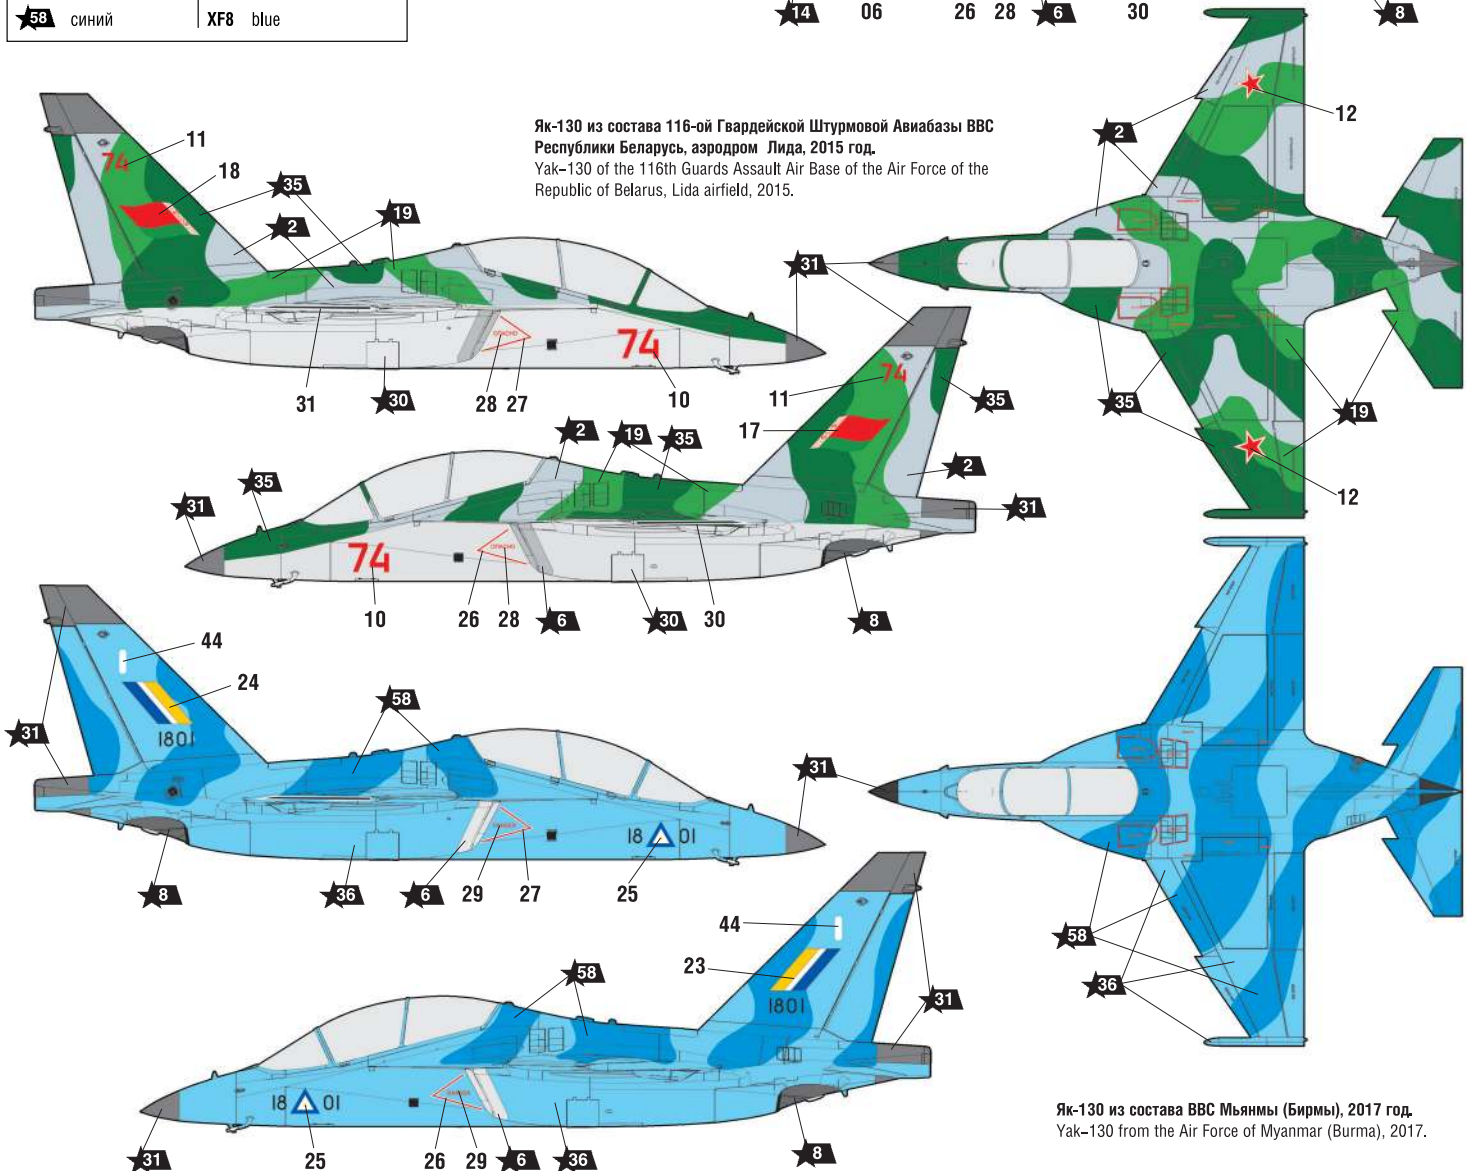 58 синий XF8 blue
14 06 26 28 6 30 8
Як-130 из состава 116-ой Гвардейской Штурмовой Авиабазы ВВС
Республики Беларусь, аэродром Лида, 2015 год.
Yak–130 of the 116th Guards Assault Air Base of the Air Force of the
Republic of Belarus, Lida airfield, 2015.
74 11
18
35
2
19
ОПАСНО
74
31 30 28 27 10
31
12
2
35
19
12
11 74
17
35
2
31
2 19 35
35
31
74
ОПАСНО
10 26 28 6 30 30 8
44
24
1801
58
31
31
18 01
8 36 6 29 27 25
44
23
1801
58
31
18 01
31 25 26 29 6 36 8
58
36
Як-130 из состава ВВС Мьянмы (Бирмы), 2017 год.
Yak–130 from the Air Force of Myanmar (Burma), 2017.